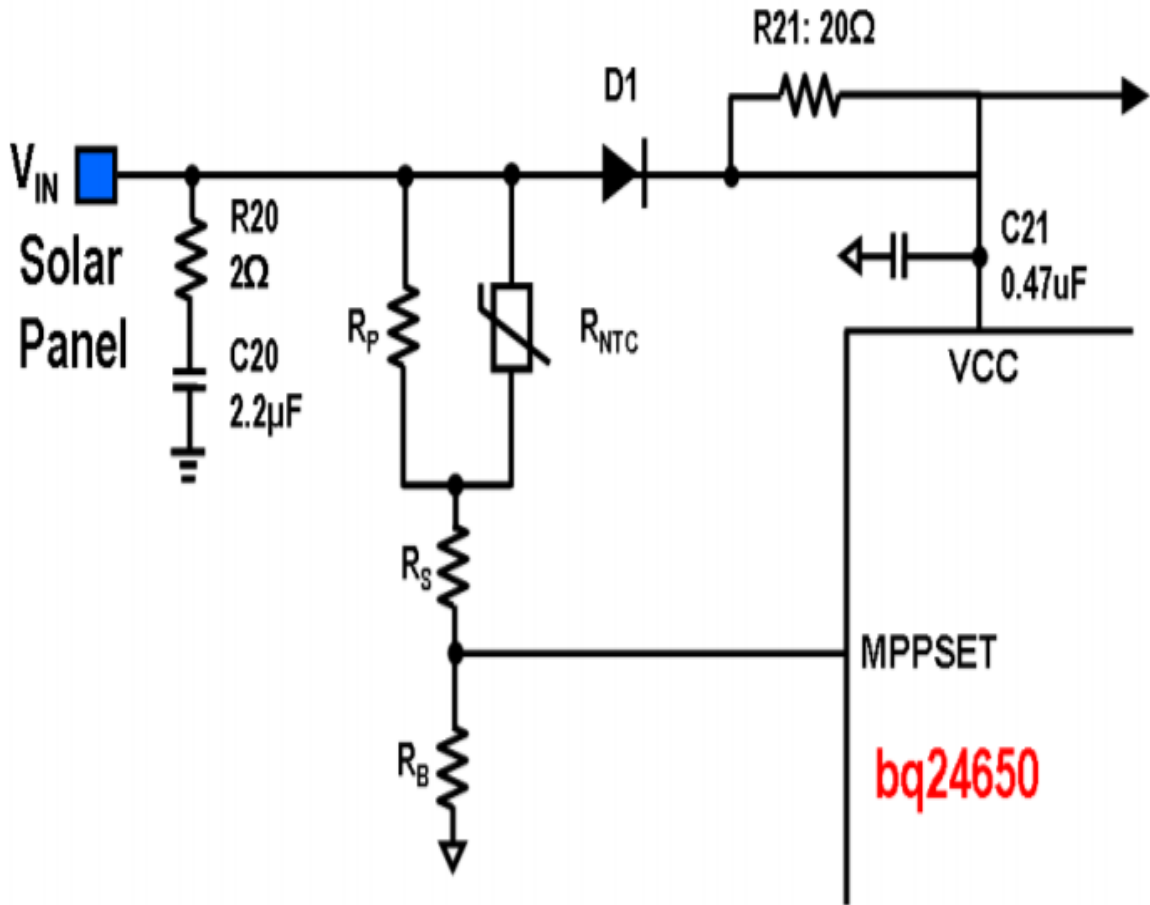 R21: 20Ω
D1
VIN
Solar
Panel
R20
2Ω
C20
2.2µF
RP
RNTC
C21
0.47uF
VCC
RS
MPPSET
RB
bq24650